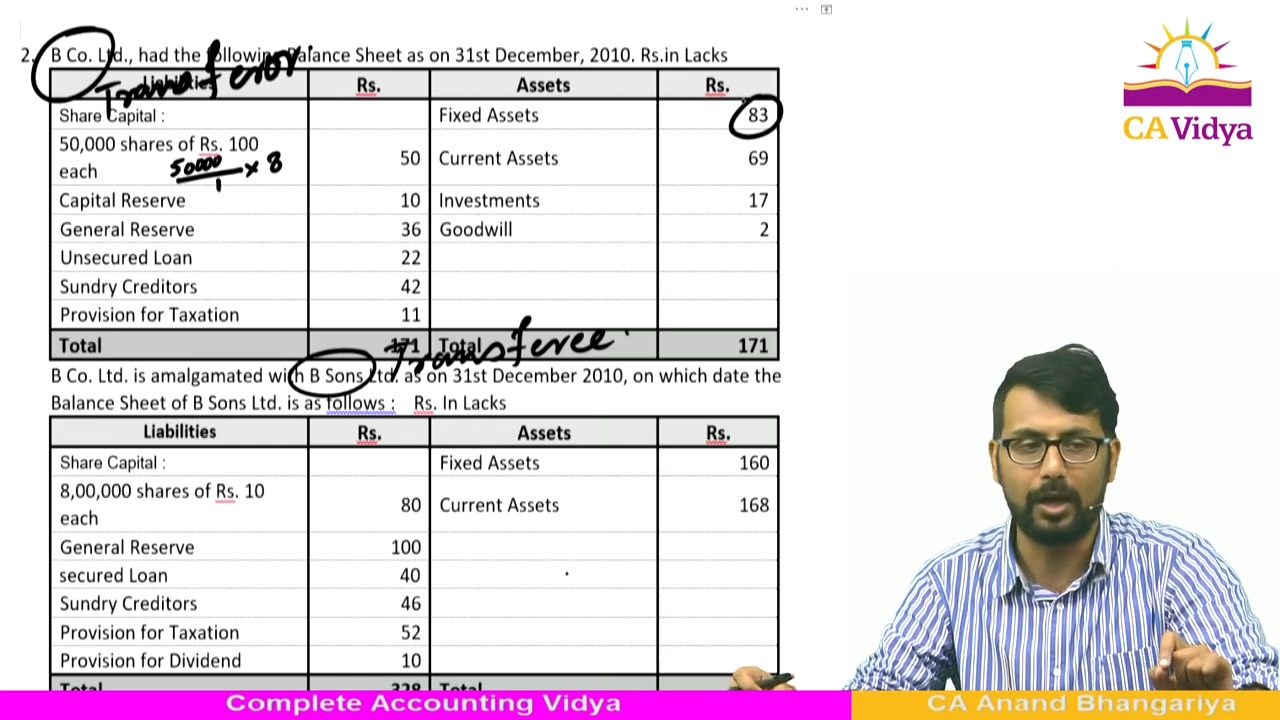 2. B Co. Ltd., had the following Balance Sheet as on 31st December, 2010. Rs.in Lacks
Transferor
Liabilities Rs. Assets Rs.
Share Capital : Fixed Assets 83
50,000 shares of Rs. 100 each 50 Current Assets 69
50000/1 × 8
Capital Reserve 10 Investments 17
General Reserve 36 Goodwill 2
Unsecured Loan 22
Sundry Creditors 42
Provision for Taxation 11
Total 171 Total 171
Transferee
B Co. Ltd. is amalgamated with B Sons Ltd. as on 31st December 2010, on which date the
Balance Sheet of B Sons Ltd. is as follows : Rs. In Lacks
Liabilities Rs. Assets Rs.
Share Capital : Fixed Assets 160
8,00,000 shares of Rs. 10 each 80 Current Assets 168
General Reserve 100
secured Loan 40
Sundry Creditors 46
Provision for Taxation 52
Provision for Dividend 10
Total 328 Total
CA Vidya
Complete Accounting Vidya
CA Anand Bhangariya